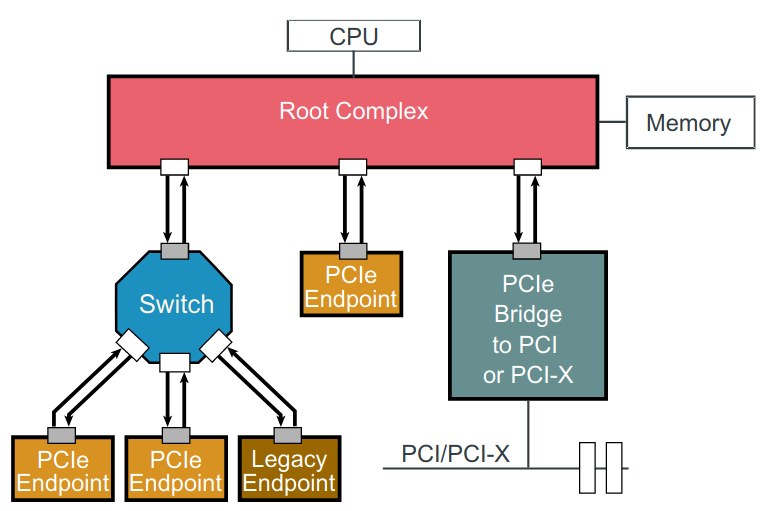 CPU
Root Complex
Memory
Switch
PCIe
Endpoint
PCIe
Bridge
to PCI
or PCI-X
PCIe
Endpoint
PCIe
Endpoint
Legacy
Endpoint
PCI/PCI-X